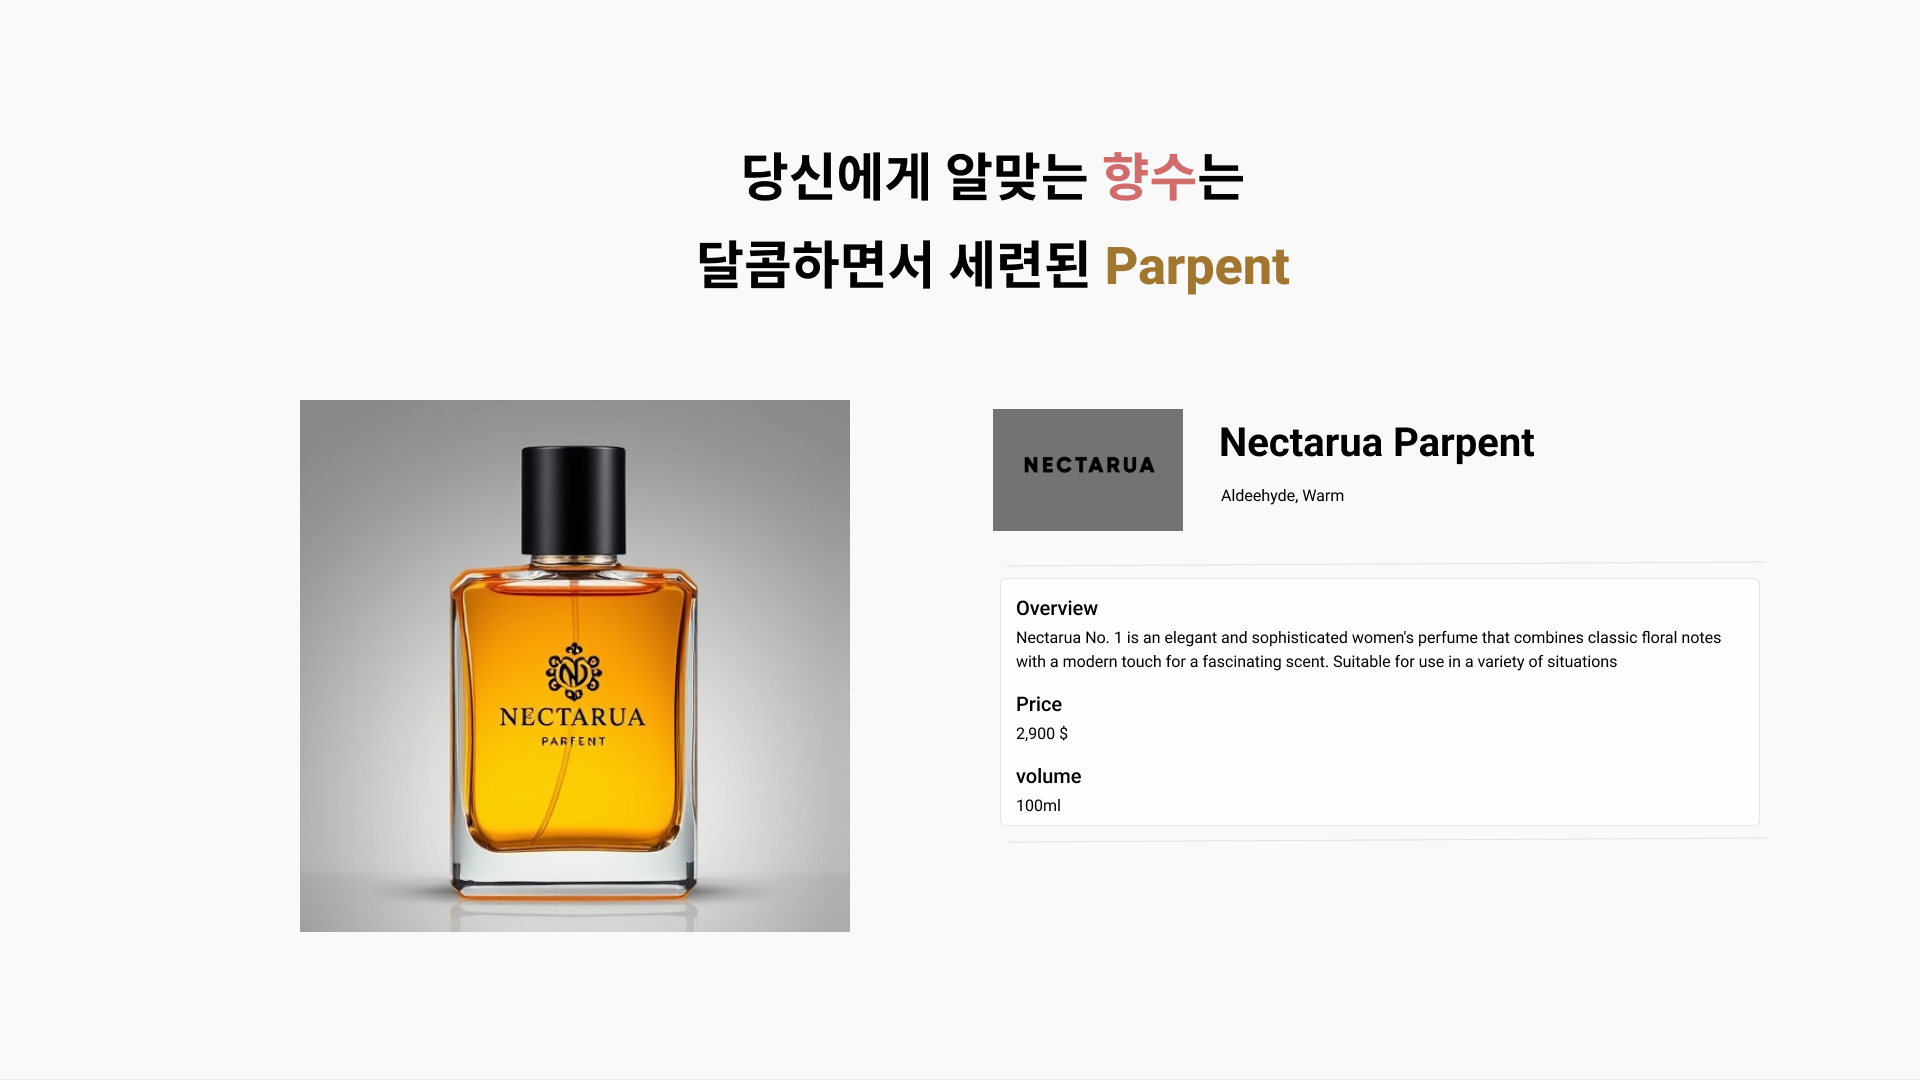 당신에게 알맞는 향수는
달콤하면서 세련된 Parpent
NECTARUA
PARFENT
NECTARUA
Nectarua Parpent
Aldeehyde, Warm
Overview
Nectarua No. 1 is an elegant and sophisticated women's perfume that combines classic floral notes
with a modern touch for a fascinating scent. Suitable for use in a variety of situations
Price
2,900 $
volume
100ml